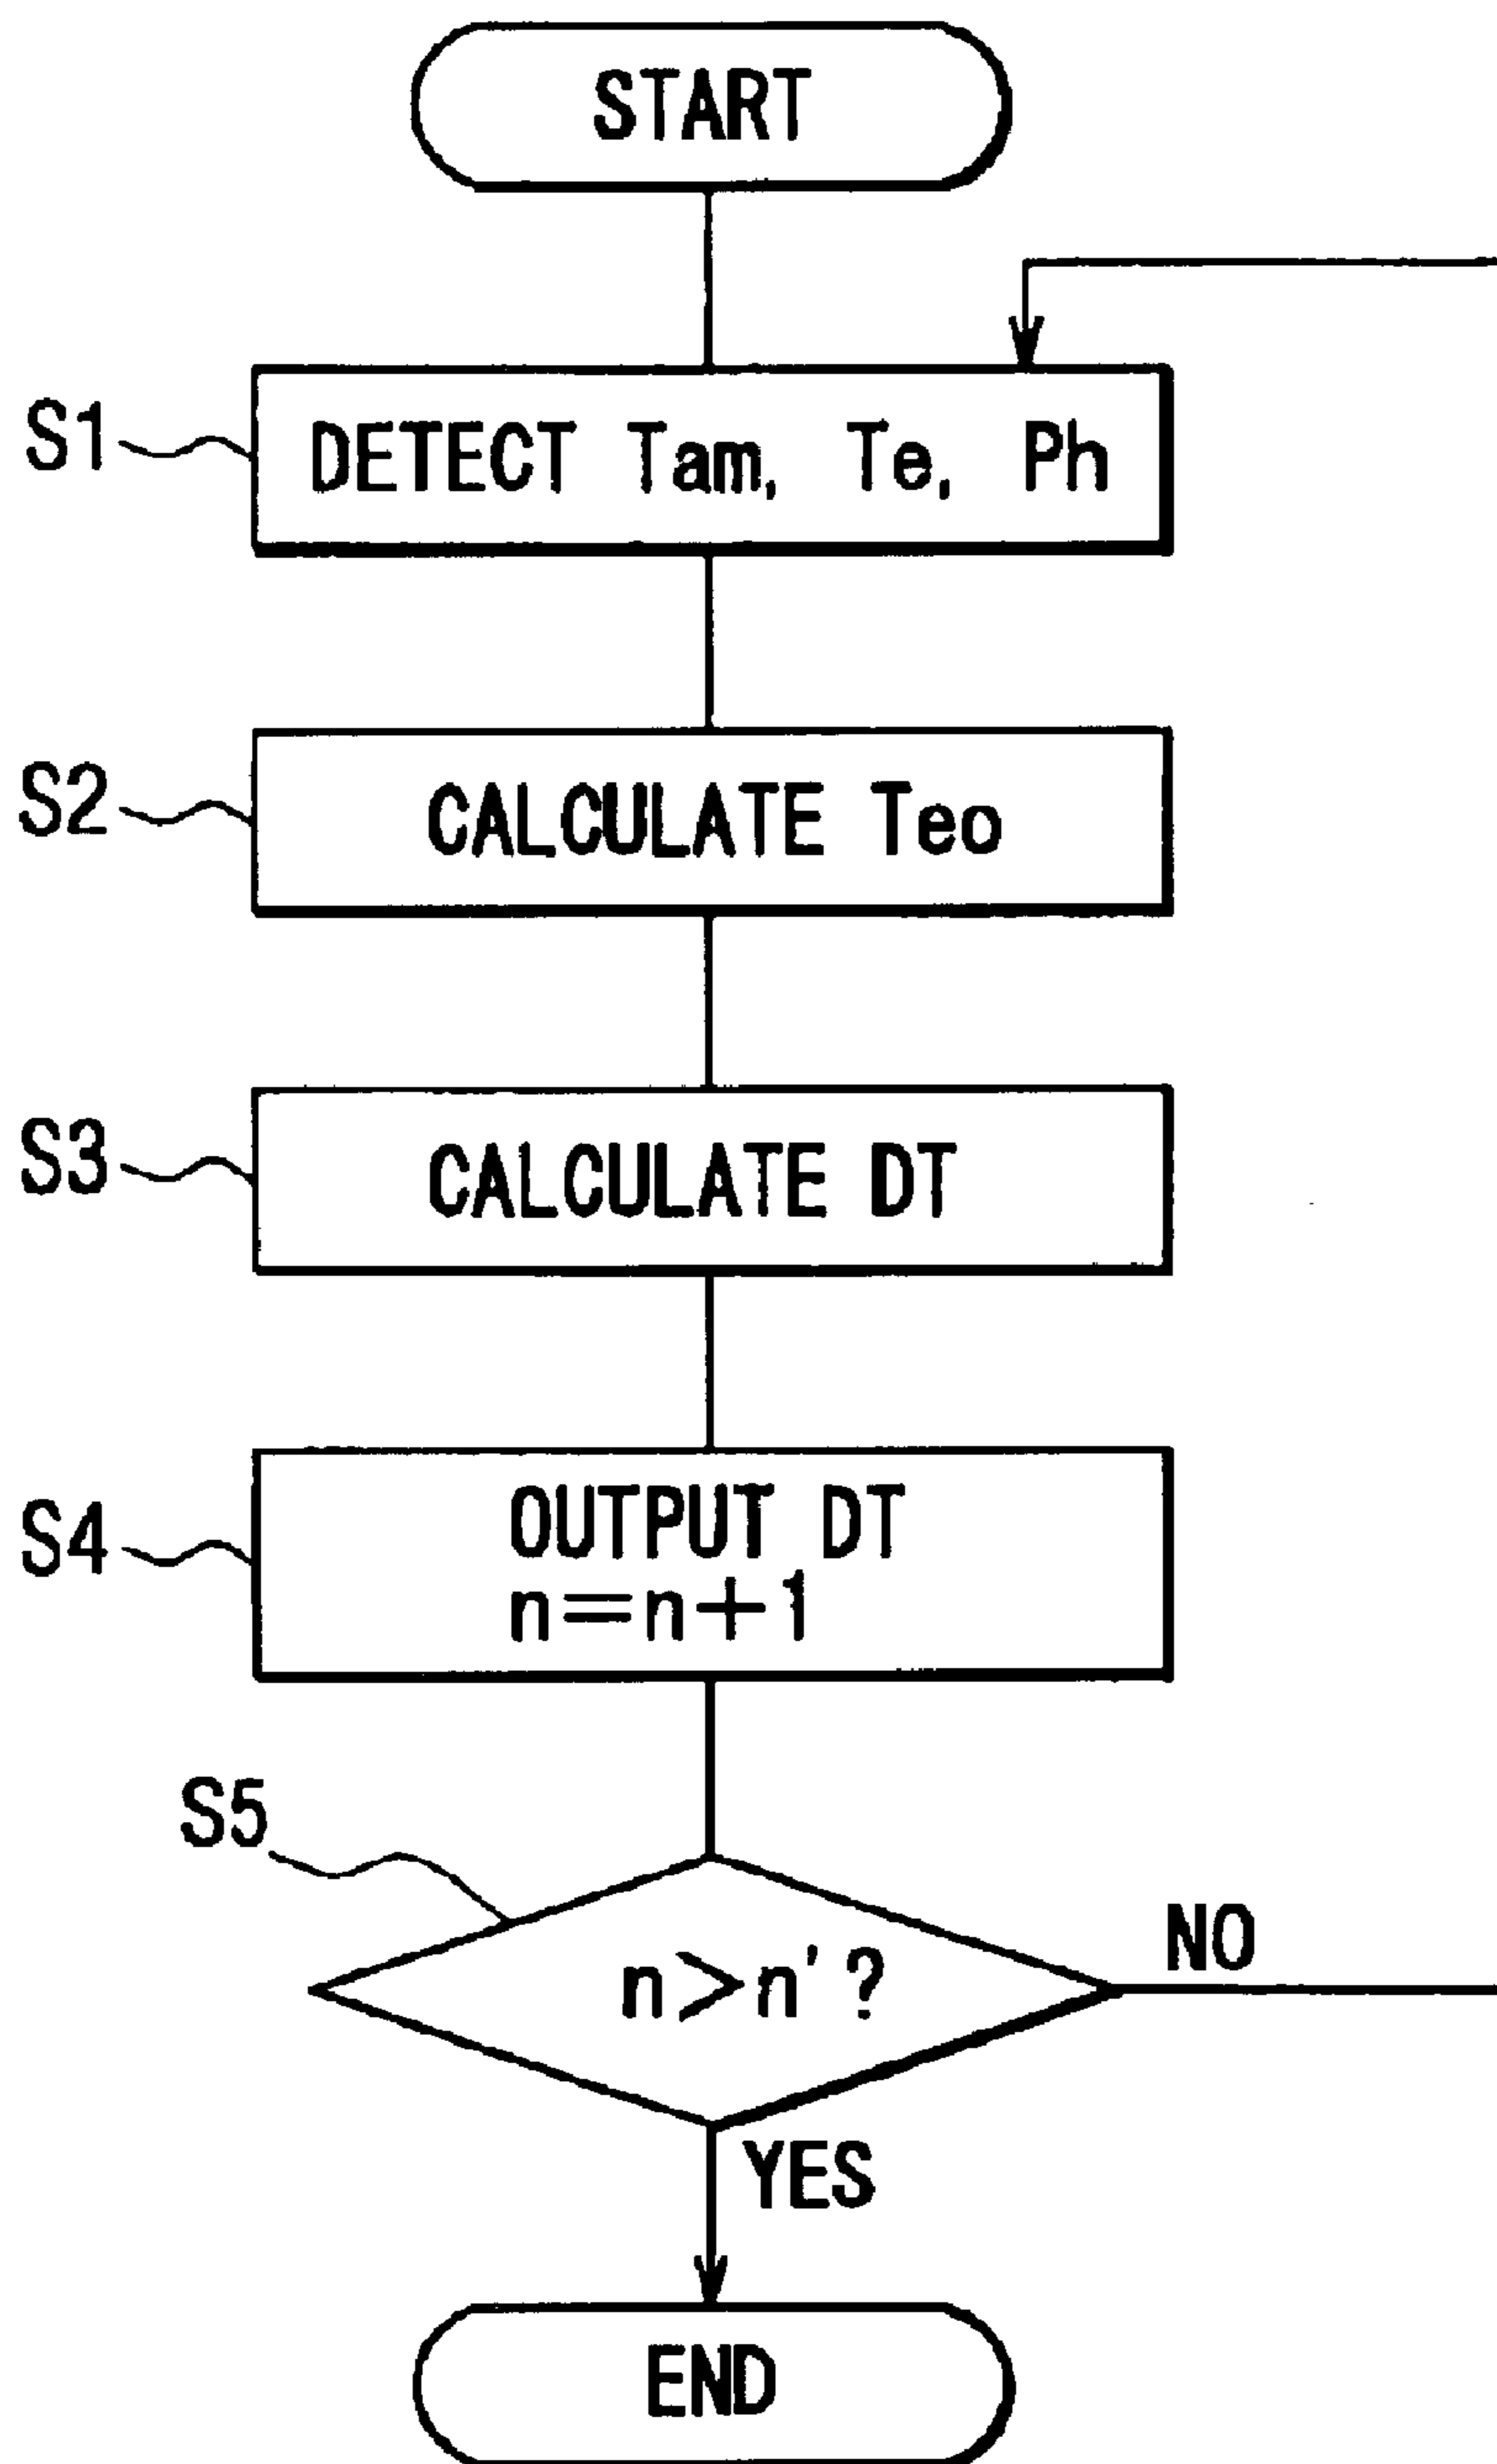 START
S1
DETECT Tam, Te, Ph
S2
CALCULATE Teo
S3
CALCULATE DT
S4
OUTPUT DT
n=n+1
S5
n>n'?
NO
YES
END